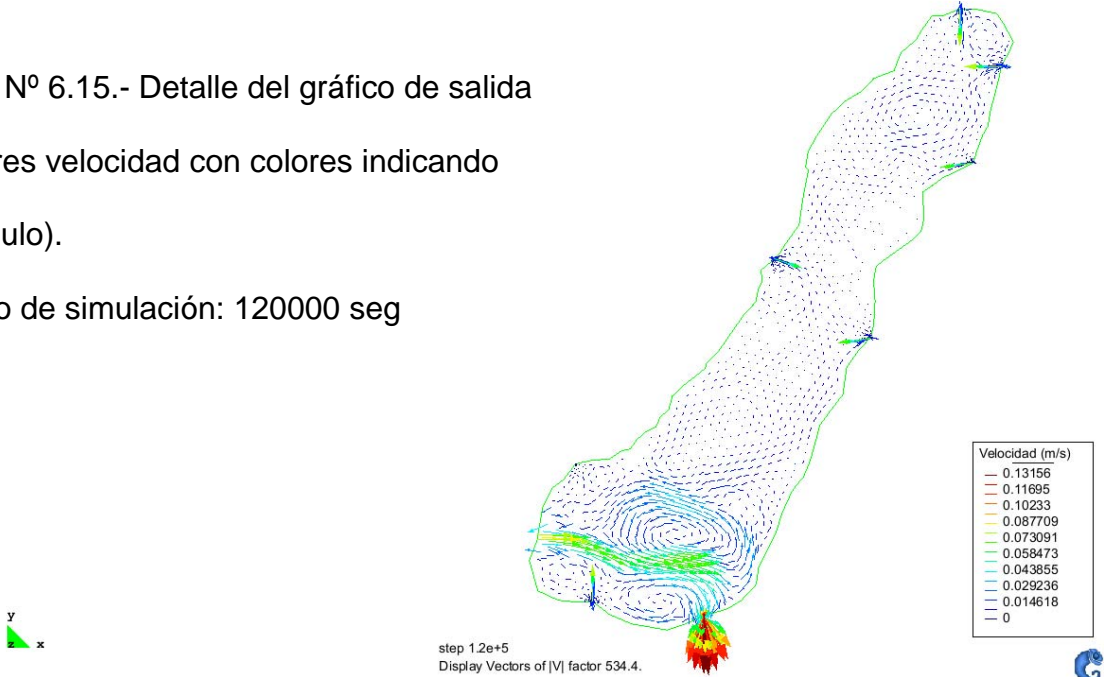 Nº 6.15.- Detalle del gráfico de salida
res velocidad con colores indicando
ulo).
o de simulación: 120000 seg
Velocidad (m/s)
0.13156
0.11695
0.10233
0.087709
0.073091
0.058473
0.043855
0.029236
0.014618
0
y
z x
step 1.2e+5
Display Vectors of |V| factor 534.4.